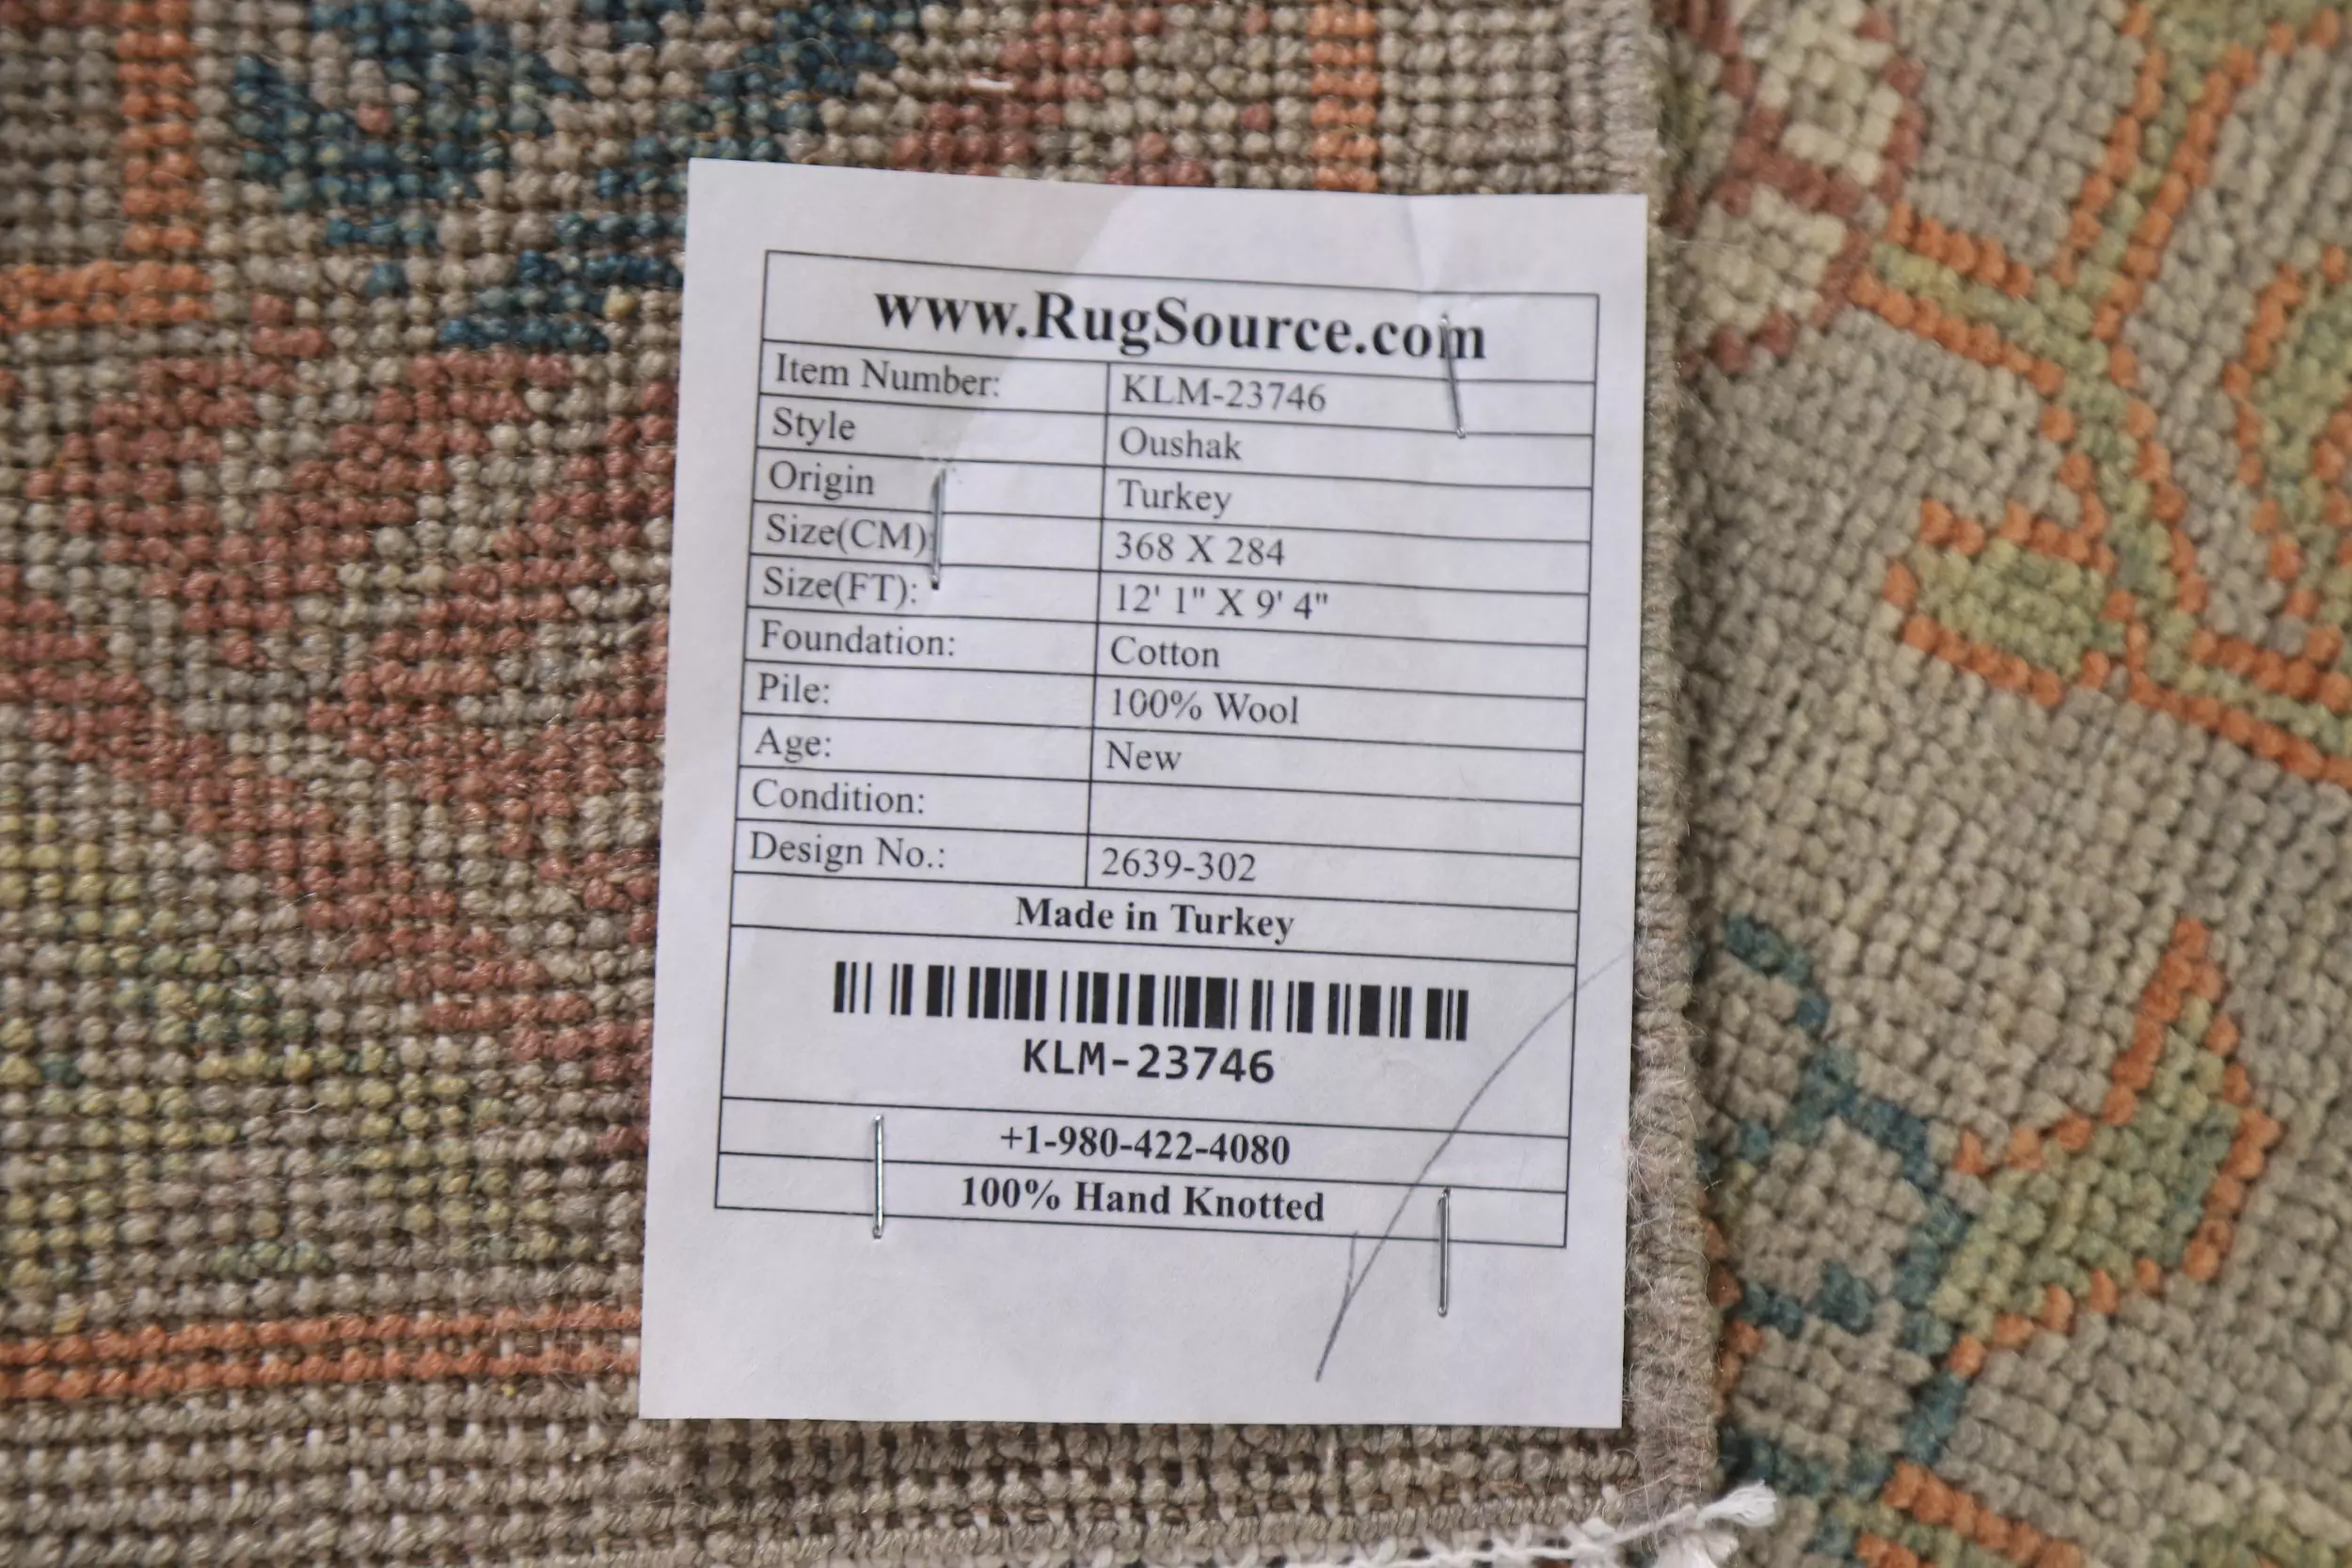 www.RugSource.com
Item Number: KLM-23746
Style Oushak
Origin Turkey
Size(CM) 368 X 284
Size(FT): 12' 1" X 9' 4"
Foundation: Cotton
Pile: 100% Wool
Age: New
Condition:
Design No.: 2639-302
Made in Turkey
KLM-23746
+1-980-422-4080
100% Hand Knotted